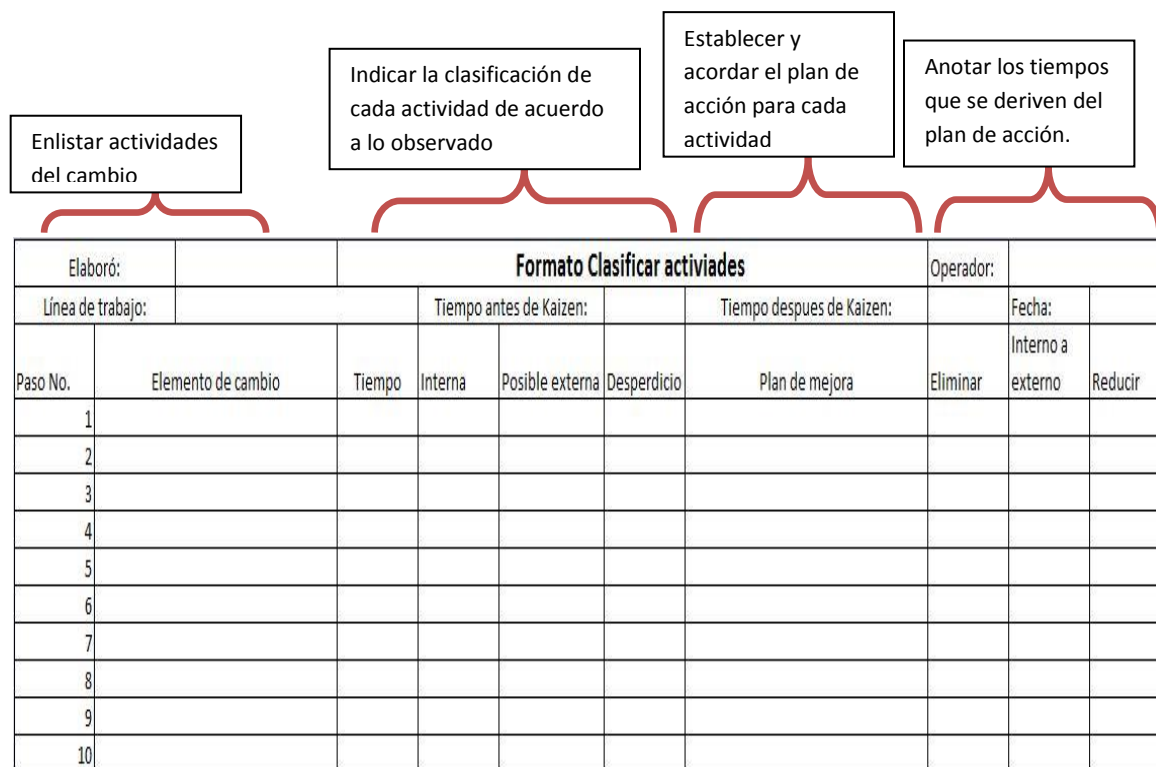 Enlistar actividades
del cambio
Indicar la clasificación de
cada actividad de acuerdo
a lo observado
Establecer y
acordar el plan de
acción para cada
actividad
Anotar los tiempos
que se deriven del
plan de acción.
Elaboró: Formato Clasificar activiades Operador:
Línea de trabajo: Tiempo antes de Kaizen: Tiempo despues de Kaizen: Fecha:
Paso No. Elemento de cambio Tiempo Interna Posible externa Desperdicio Plan de mejora Eliminar Interno a externo Reducir
1
2
3
4
5
6
7
8
9
10